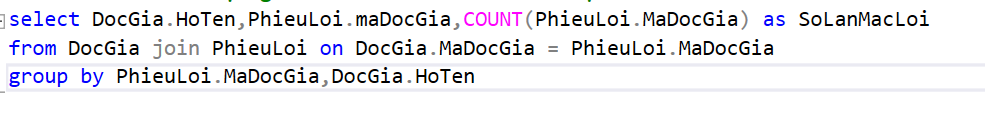 select DocGia.HoTen,PhieuLoi.maDocGia,COUNT(PhieuLoi.MaDocGia) as SoLanMacLoi
from DocGia join PhieuLoi on DocGia.MaDocGia = PhieuLoi.MaDocGia
group by PhieuLoi.MaDocGia,DocGia.HoTen